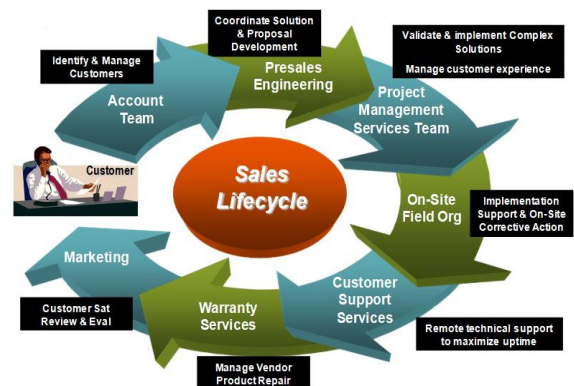 Coordinate Solution
& Proposal
Development
Validate & implement Complex
Solutions
Manage customer experience
Identify & Manage
Customers
Presales
Engineering
Account
Team
Project
Management
Services Team
Customer
Sales
Lifecycle
On-Site
Field Org
Implementation
Support & On-Site
Corrective Action
Marketing
Customer
Support
Services
Warranty
Services
Customer Sat
Review & Eval
Remote technical support
to maximize uptime
Manage Vendor
Product Repair